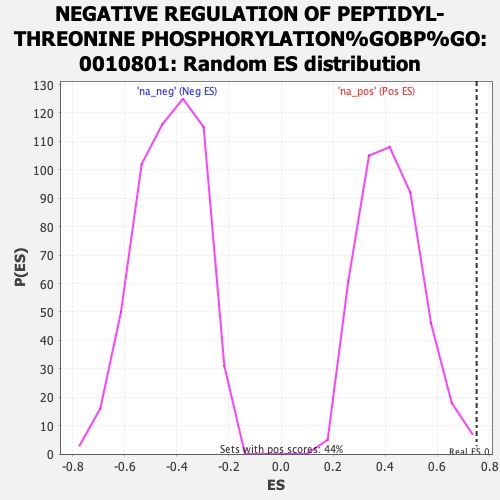 NEGATIVE REGULATION OF PEPTIDYL-
THREONINE PHOSPHORYLATION%GOBP%GO:
0010801: Random ES distribution
'na_neg' (Neg ES)
'na_pos' (Pos ES)
130
120
110
100
90
80
70
60
50
40
30
20
10
0
P(ES)
Sets with pos scores: 44%
Real ES 0
-0.8
-0.6
-0.4
-0.2
0.0
0.2
0.4
0.6
0.8
ES